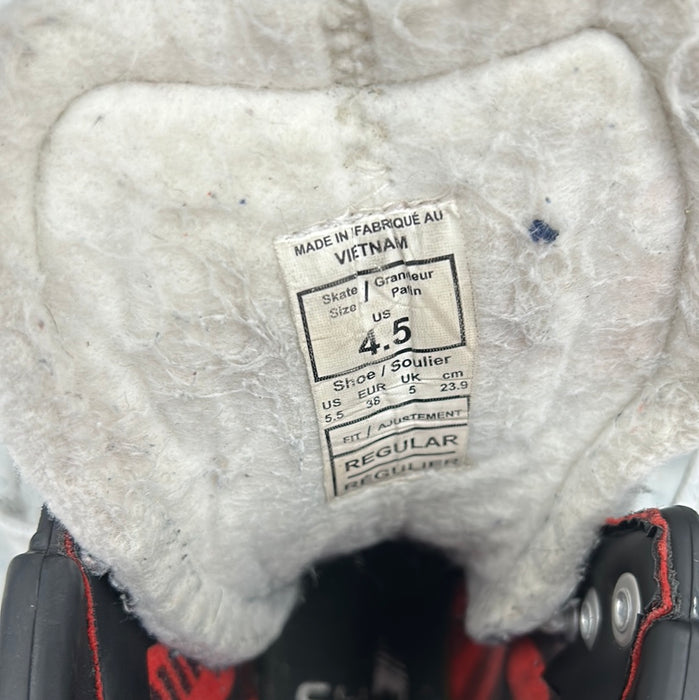 MADE IN / FABRIQUÉ AU
VIETNAM
Skate / Grandeur
Size / Patin
US
4.5
Shoe / Soulier
US EUR UK cm
5.5 38 5 23.9
FIT / AJUSTEMENT
REGULAR
RÉGULIER